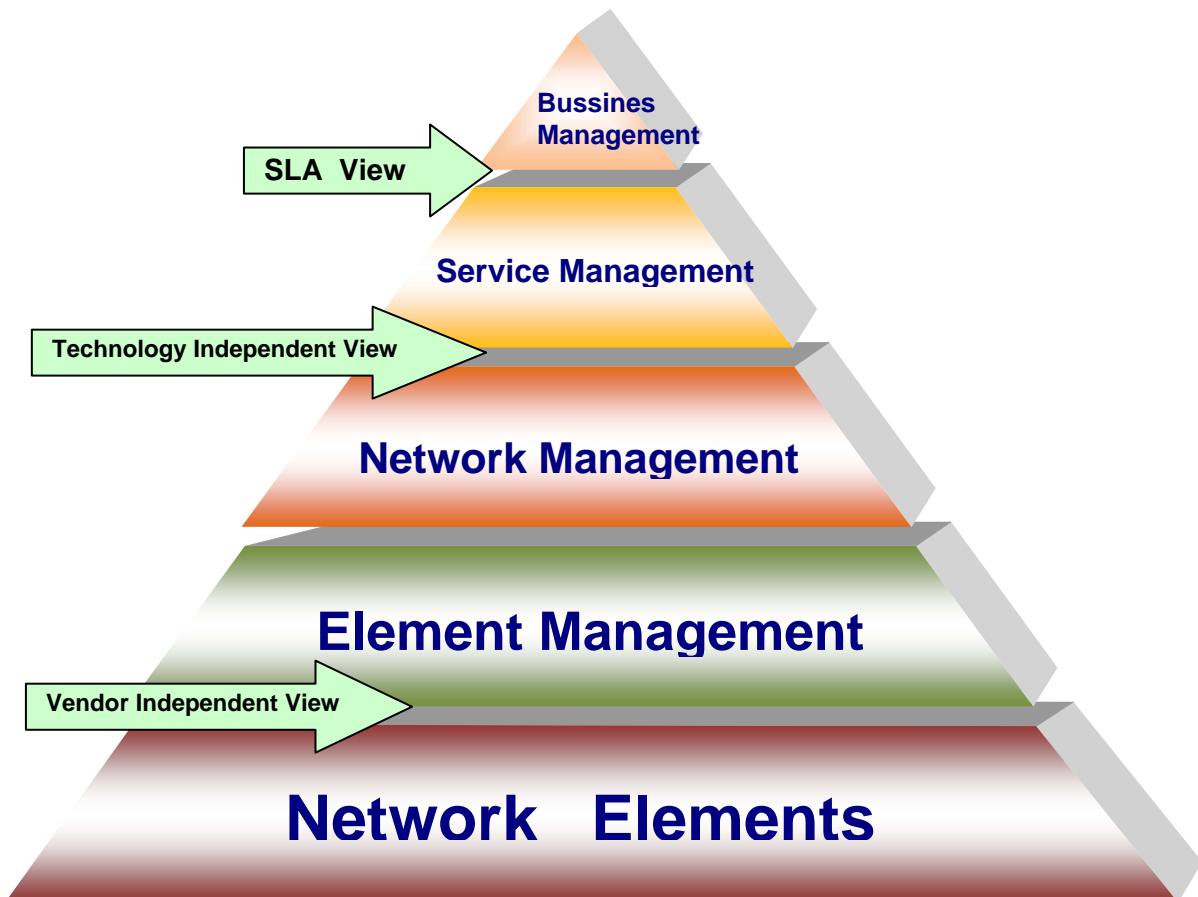 Bussines
Management
SLA View
Service Management
Technology Independent View
Network Management
Element Management
Vendor Independent View
Network Elements